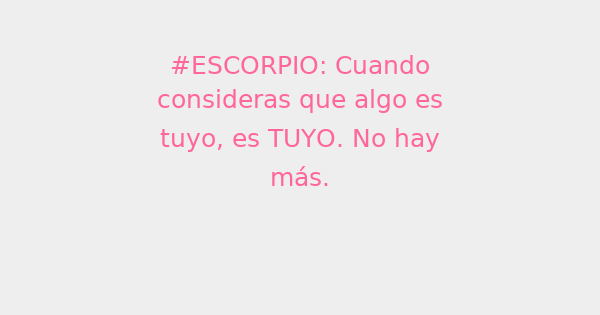 #ESCORPIO: Cuando
consideras que algo es
tuyo, es TUYO. No hay
más.